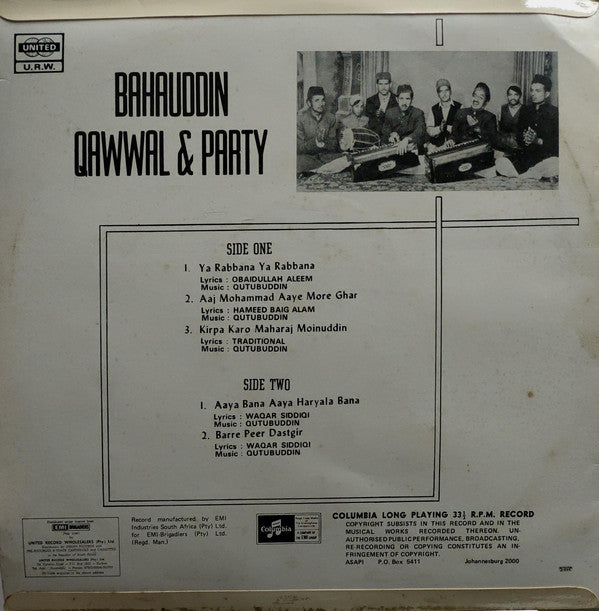 UNITED
U.R.W.
BAHAUDDIN
QAWWAL & PARTY
SIDE ONE
1. Ya Rabbana Ya Rabbana
Lyrics : OBAIDULLAH ALEEM
Music : QUTUBUDDIN
2. Aaj Mohammad Aaye More Ghar
Lyrics : HAMEED BAIG ALAM
Music : QUTUBUDDIN
3. Kirpa Karo Maharaj Moinuddin
Lyrics : TRADITIONAL
Music : QUTUBUDDIN
SIDE TWO
1. Aaya Bana Aaya Haryala Bana
Lyrics : WAQAR SIDDIQI
Music : QUTUBUDDIN
2. Barre Peer Dastgir
Lyrics : WAQAR SIDDIQI
Music : QUTUBUDDIN
EMI
UNITED RECORD WHOLESALERS (Pty) Ltd.
Record manufactured by EMI
Industries South Africa (Pty) Ltd.
for EMI-Brigadiers (Pty) Ltd.
(Regd. Man.)
Columbia
COLUMBIA LONG PLAYING 33⅓ R.P.M. RECORD
COPYRIGHT SUBSISTS IN THIS RECORD AND IN THE
MUSICAL WORKS RECORDED THEREON. UN-
AUTHORISED PUBLIC PERFORMANCE, BROADCASTING,
RE-RECORDING OR COPYING CONSTITUTES AN IN-
FRINGEMENT OF COPYRIGHT.
ASAPI P.O. Box 5411 Johannesburg 2000